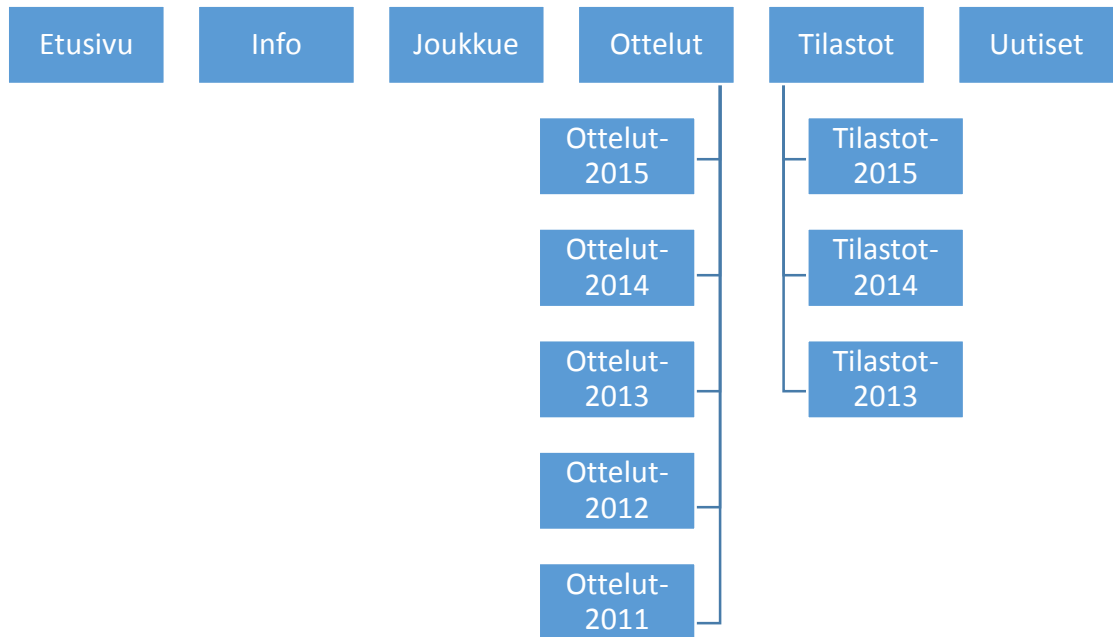 Etusivu
Info
Joukkue
Ottelut
Tilastot
Uutiset
Ottelut-
2015
Ottelut-
2014
Ottelut-
2013
Ottelut-
2012
Ottelut-
2011
Tilastot-
2015
Tilastot-
2014
Tilastot-
2013